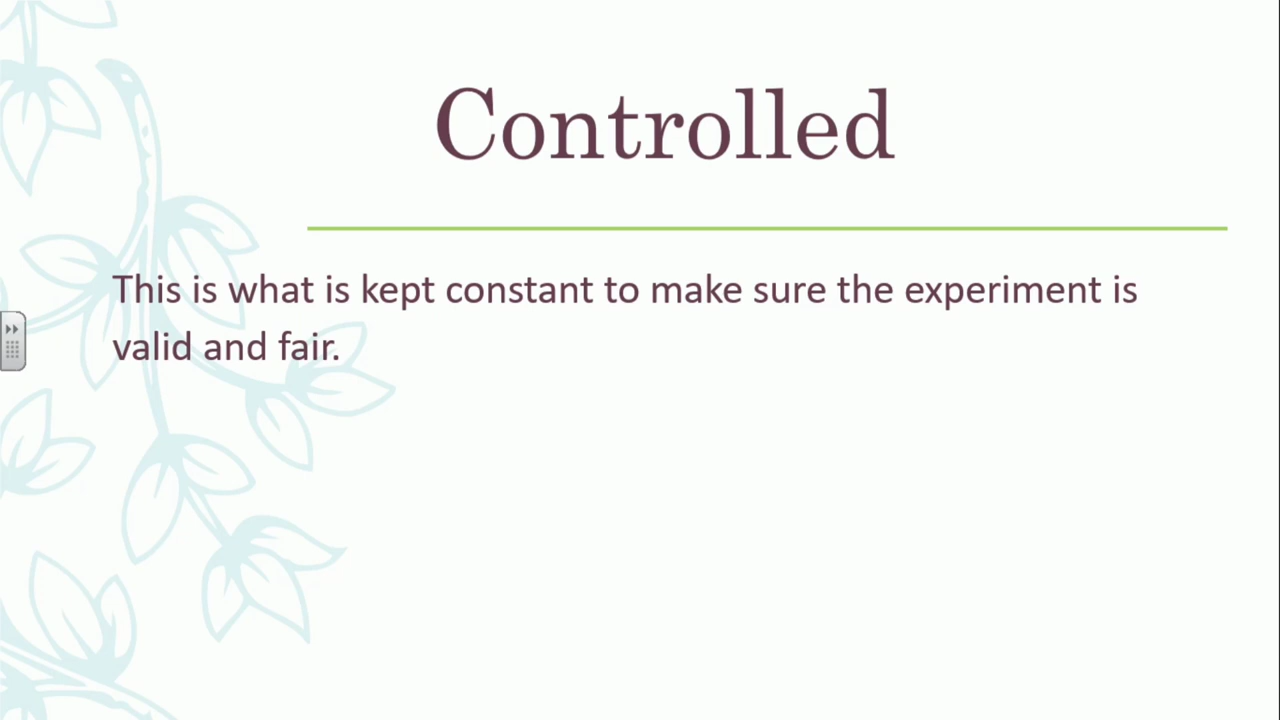 Controlled
This is what is kept constant to make sure the experiment is
valid and fair.